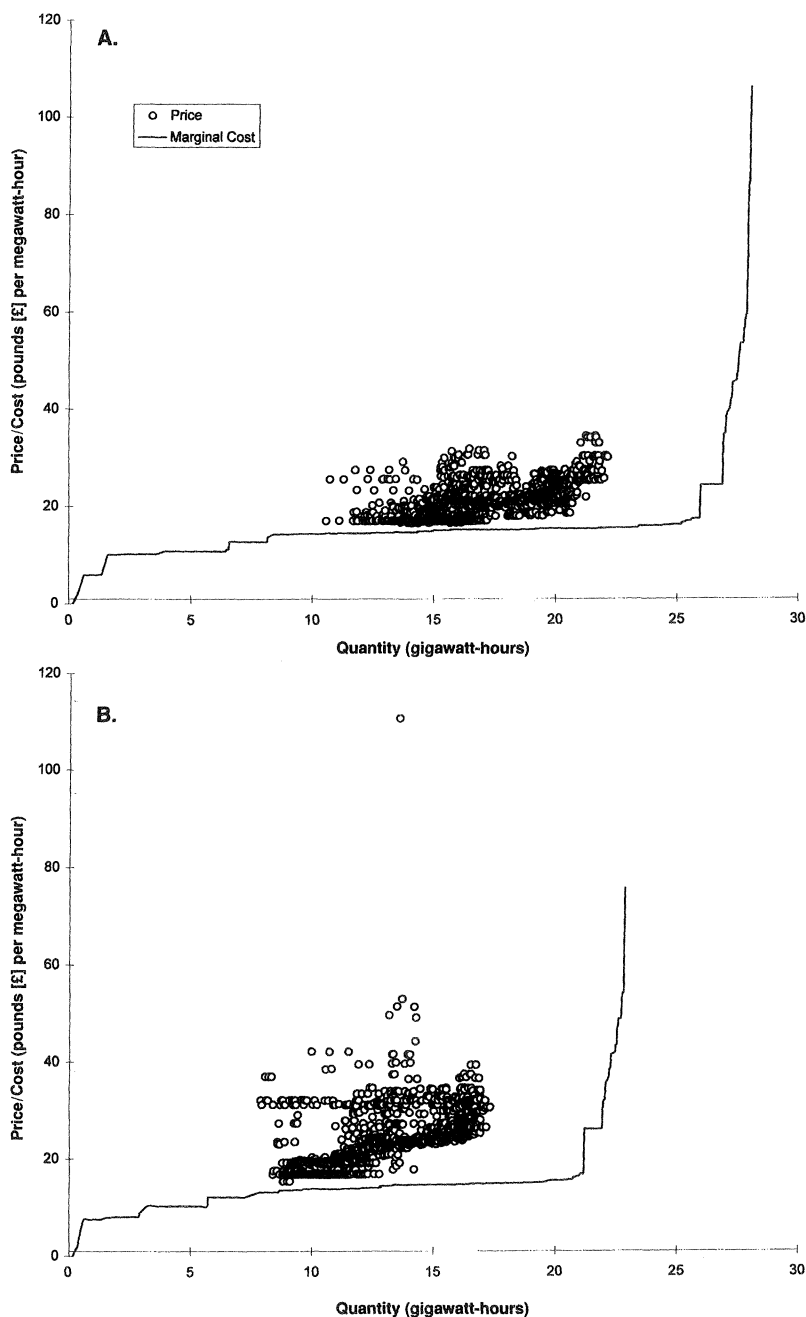 A.
120
100
80
60
40
20
0
Price/Cost (pounds [£] per megawatt-hour)
Price
Marginal Cost
0 5 10 15 20 25 30
Quantity (gigawatt-hours)
B.
120
100
80
60
40
20
0
Price/Cost (pounds [£] per megawatt-hour)
0 5 10 15 20 25 30
Quantity (gigawatt-hours)